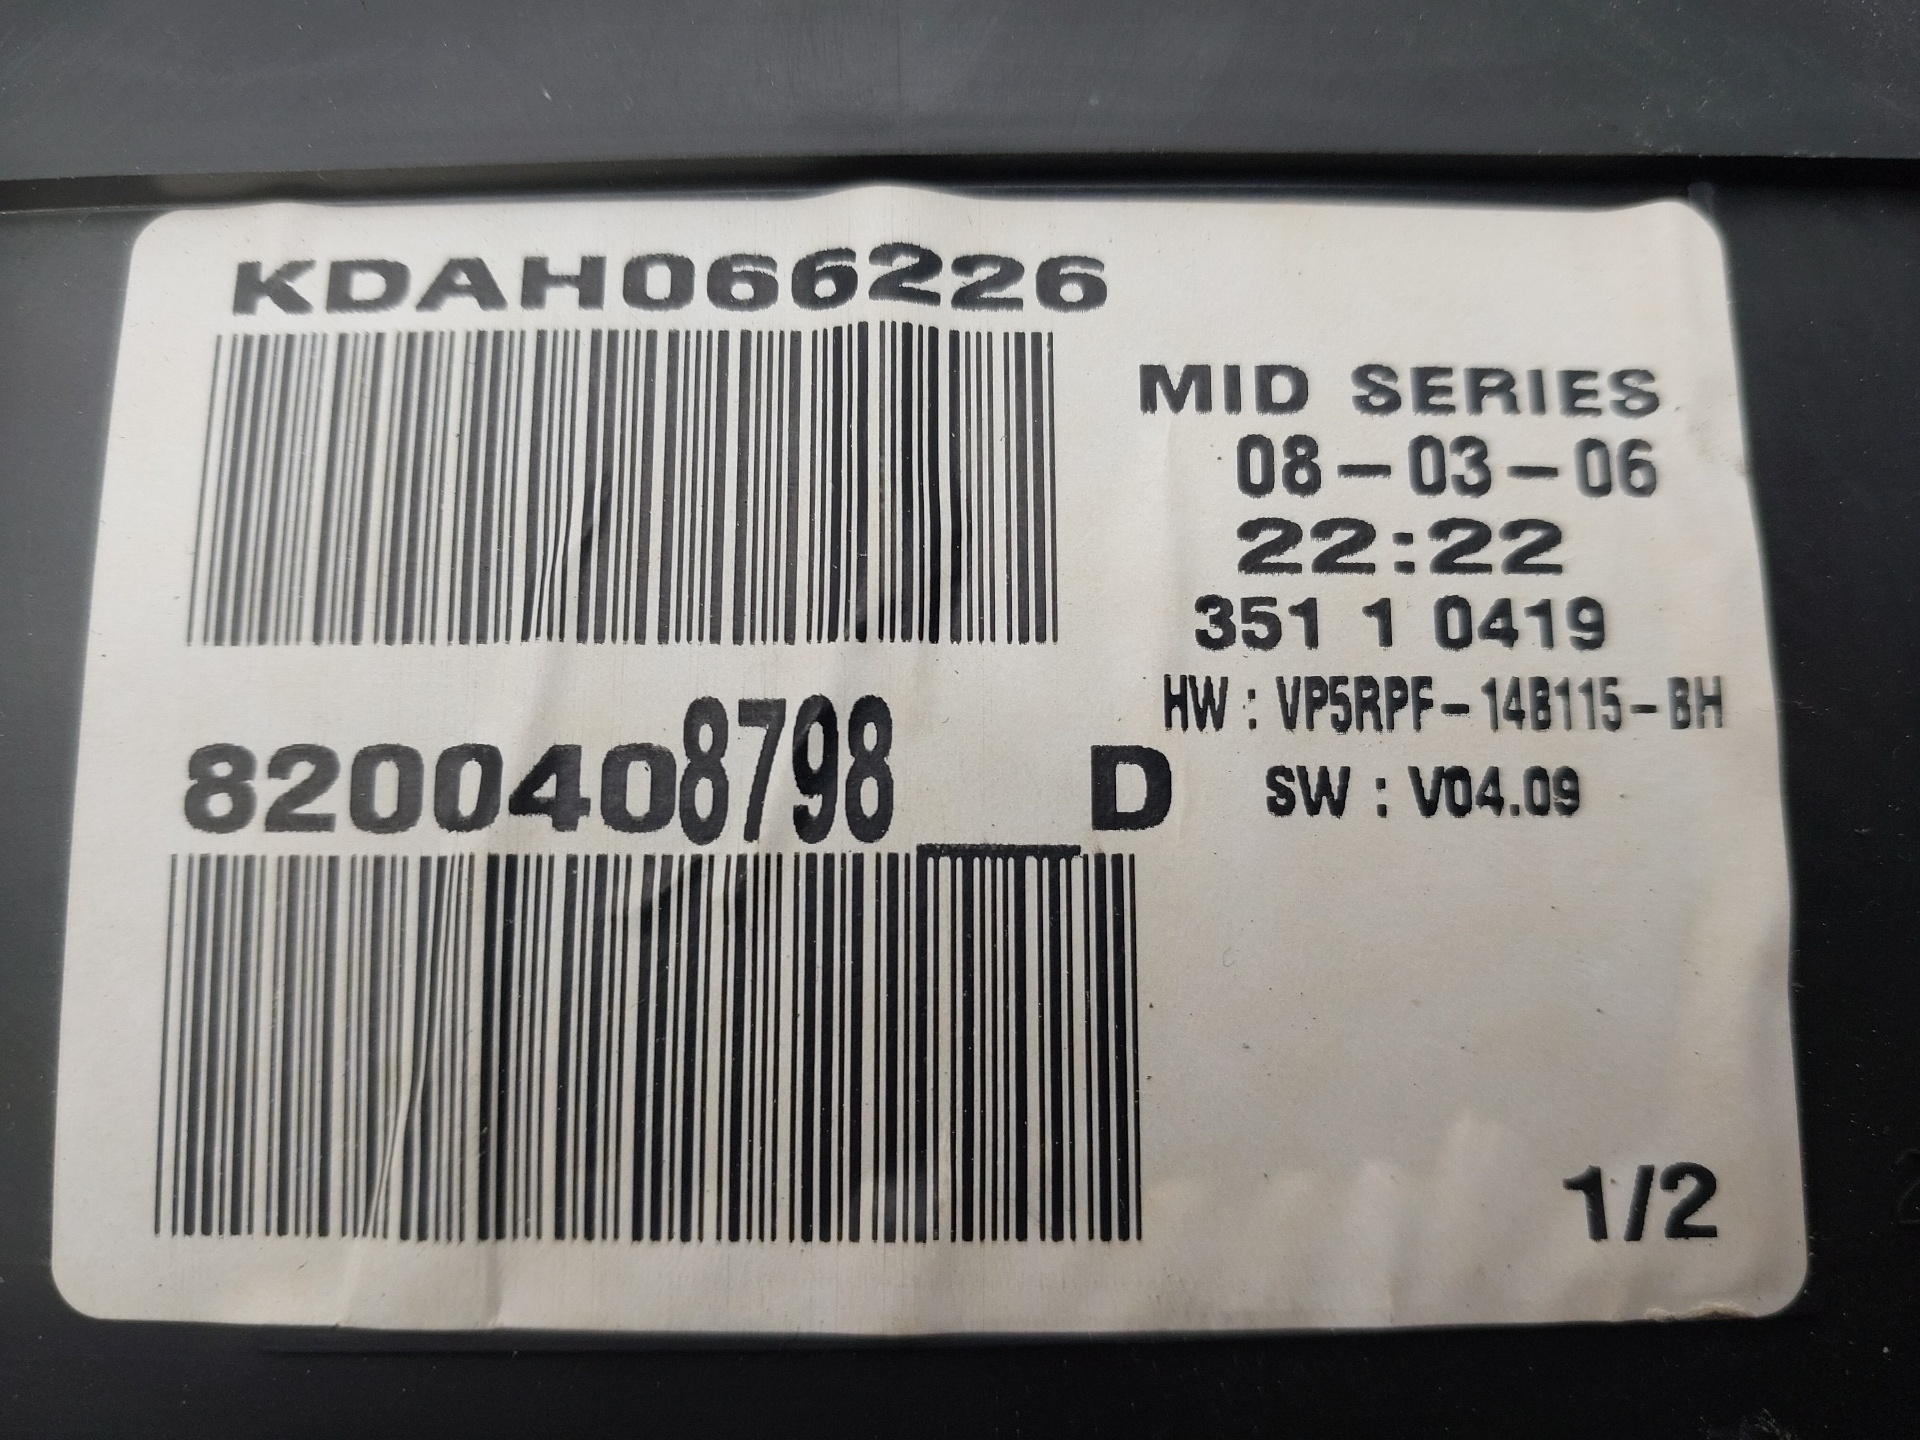 KDAH066226
MID SERIES
08-03-06
22:22
351 1 0419
HW : VP5RPF-14B115-BH
8200408798___D
SW : V04.09
1/2